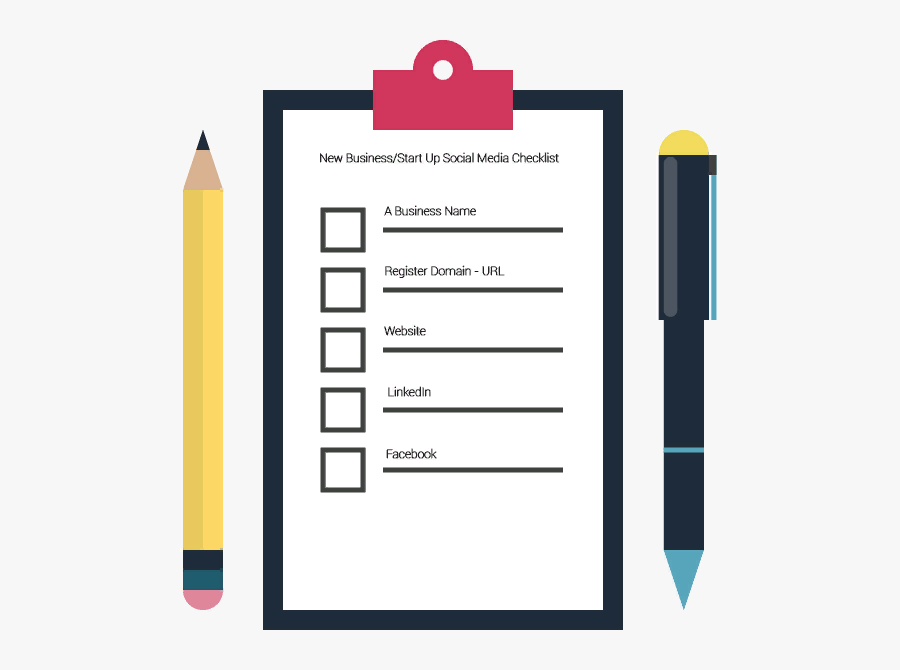 New Business/Start Up Social Media Checklist
A Business Name
Register Domain - URL
Website
LinkedIn
Facebook